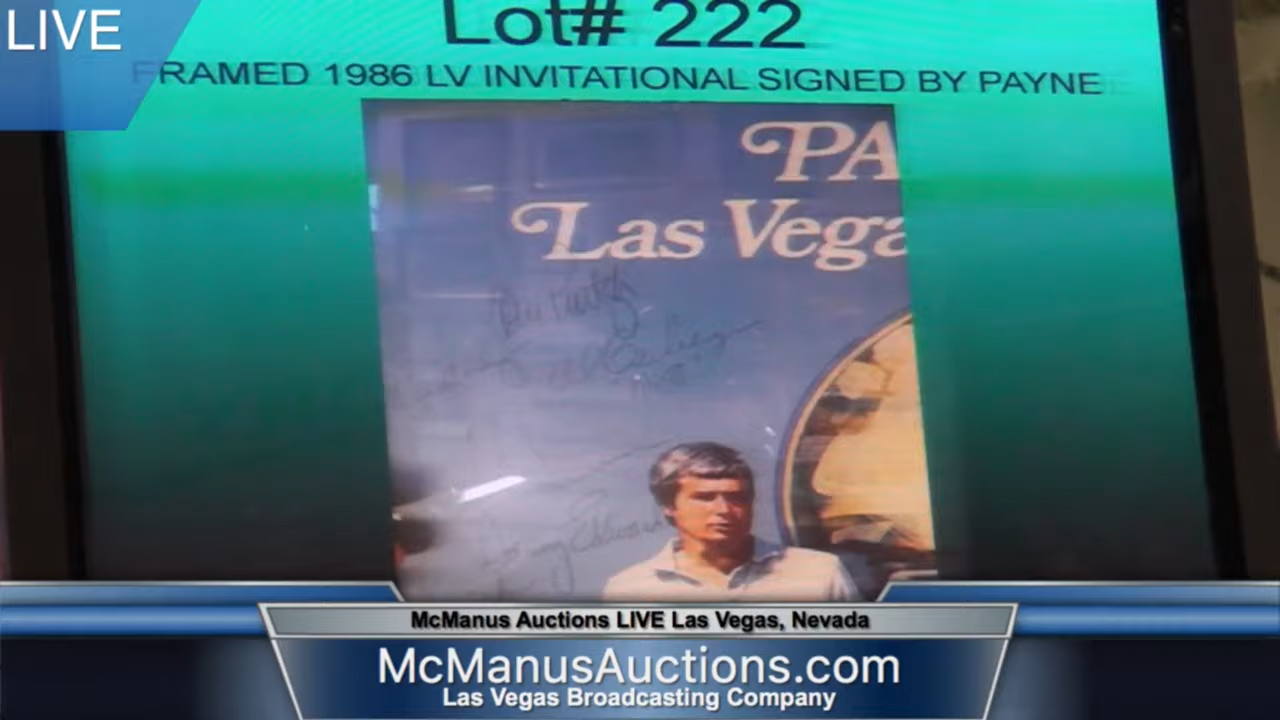 LIVE
Lot# 222
FRAMED 1986 LV INVITATIONAL SIGNED BY PAYNE
PA
Las Vega
McManus Auctions LIVE Las Vegas, Nevada
McManusAuctions.com
Las Vegas Broadcasting Company